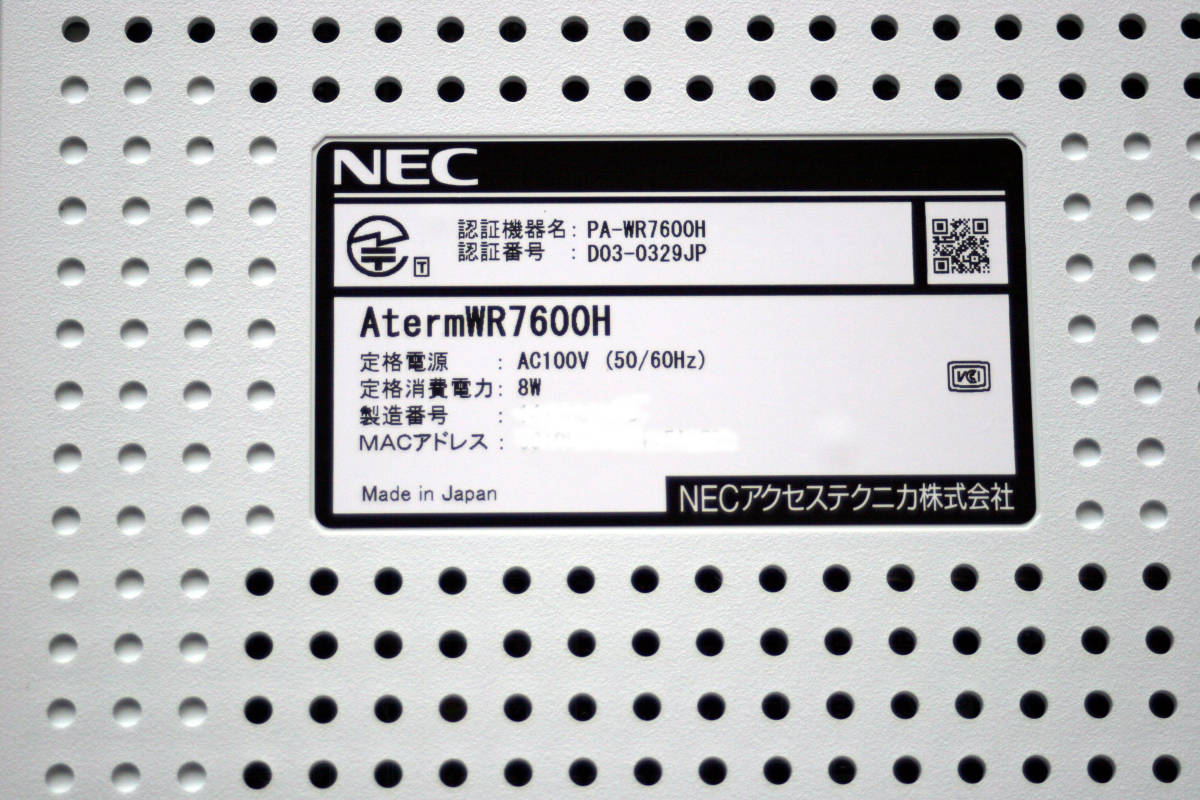 NEC
認証機器名: PA-WR7600H
認証番号 : D03-0329JP
T
AtermWR7600H
定格電源 : AC100V (50/60Hz)
定格消費電力: 8W
製造番号 :
MACアドレス :
VCI
Made in Japan
NECアクセステクニカ株式会社